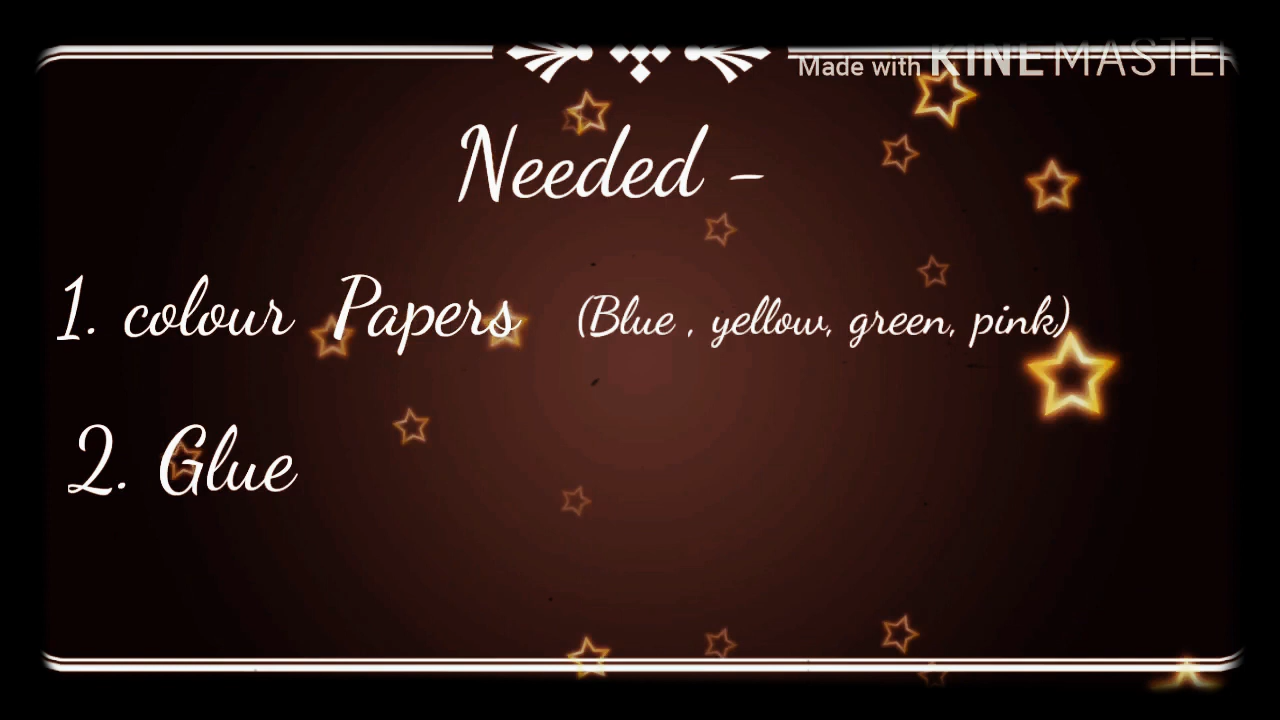 Made with KINEMASTER
Needed -
1. colour Papers (Blue , yellow, green, pink)
2. Glue